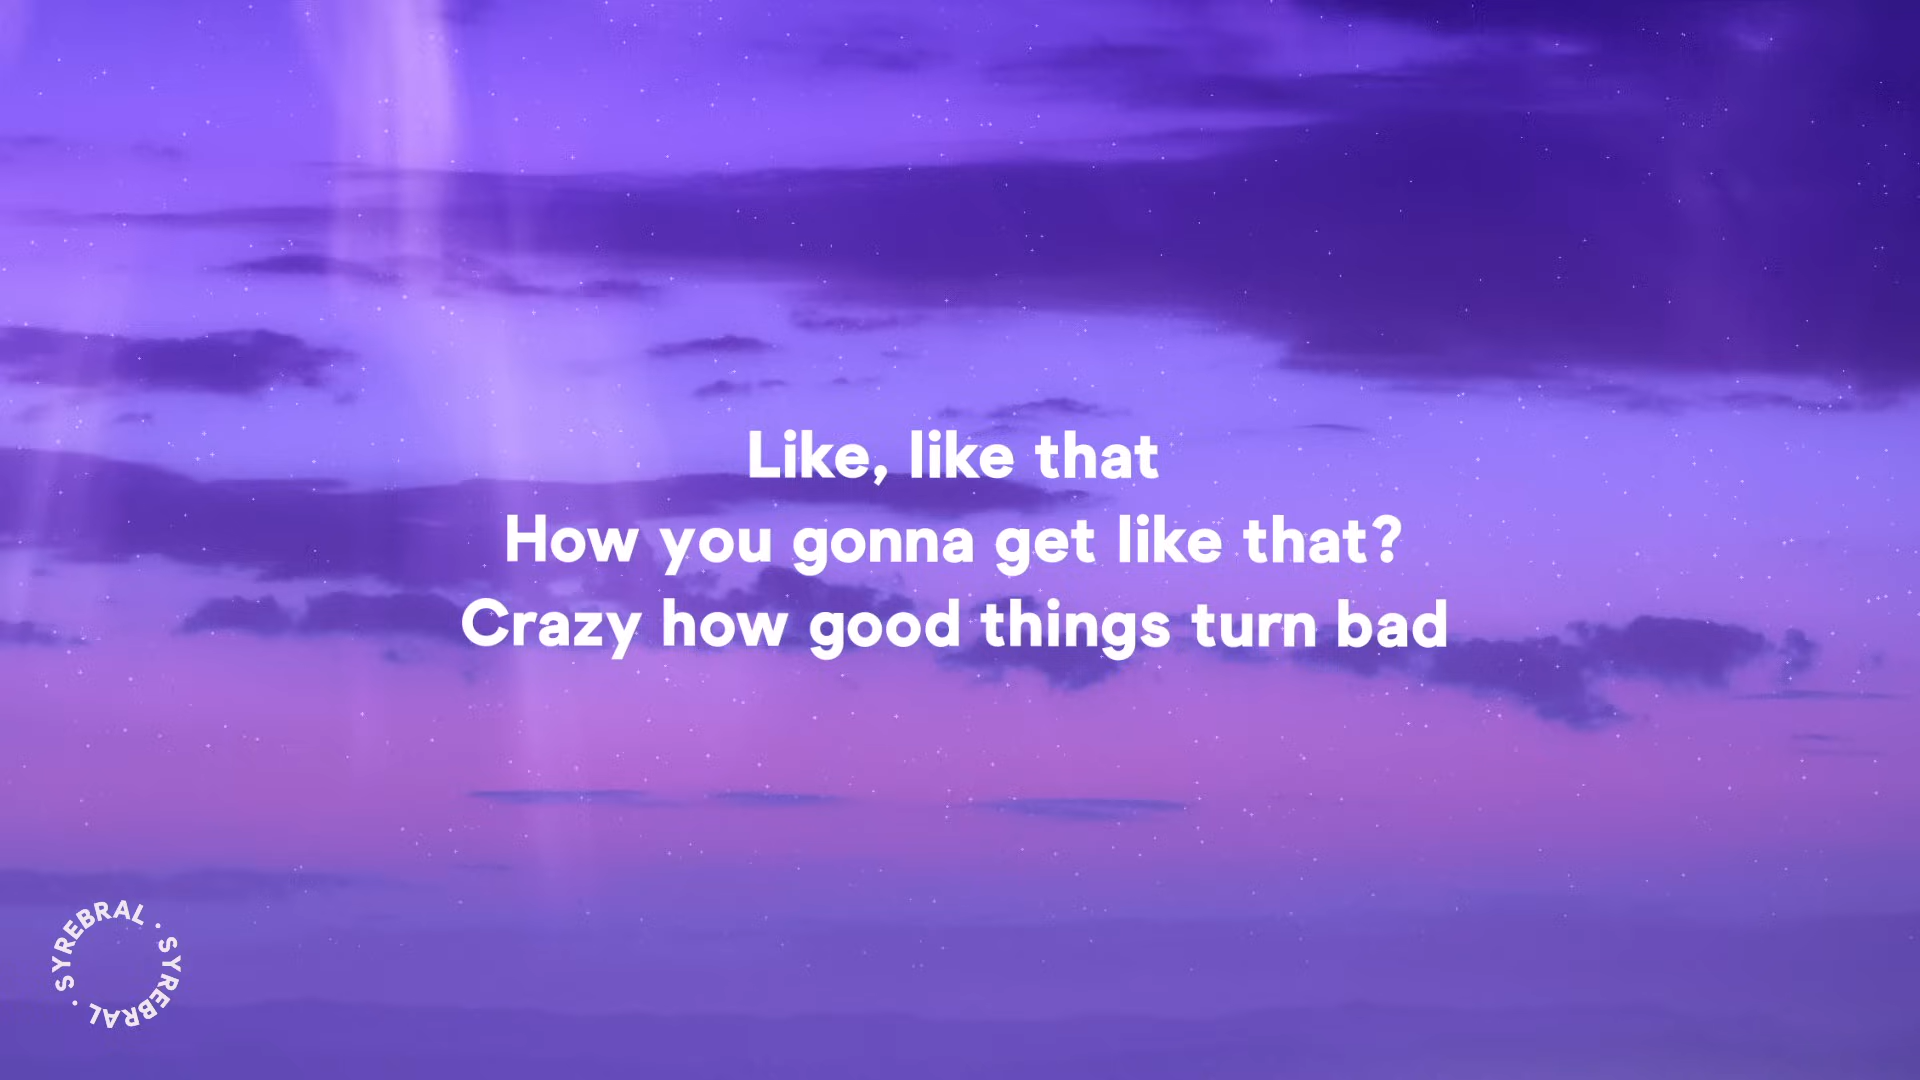 Like, like that
How you gonna get like that?
Crazy how good things turn bad
SYREBRAL · SYREBRAL ·